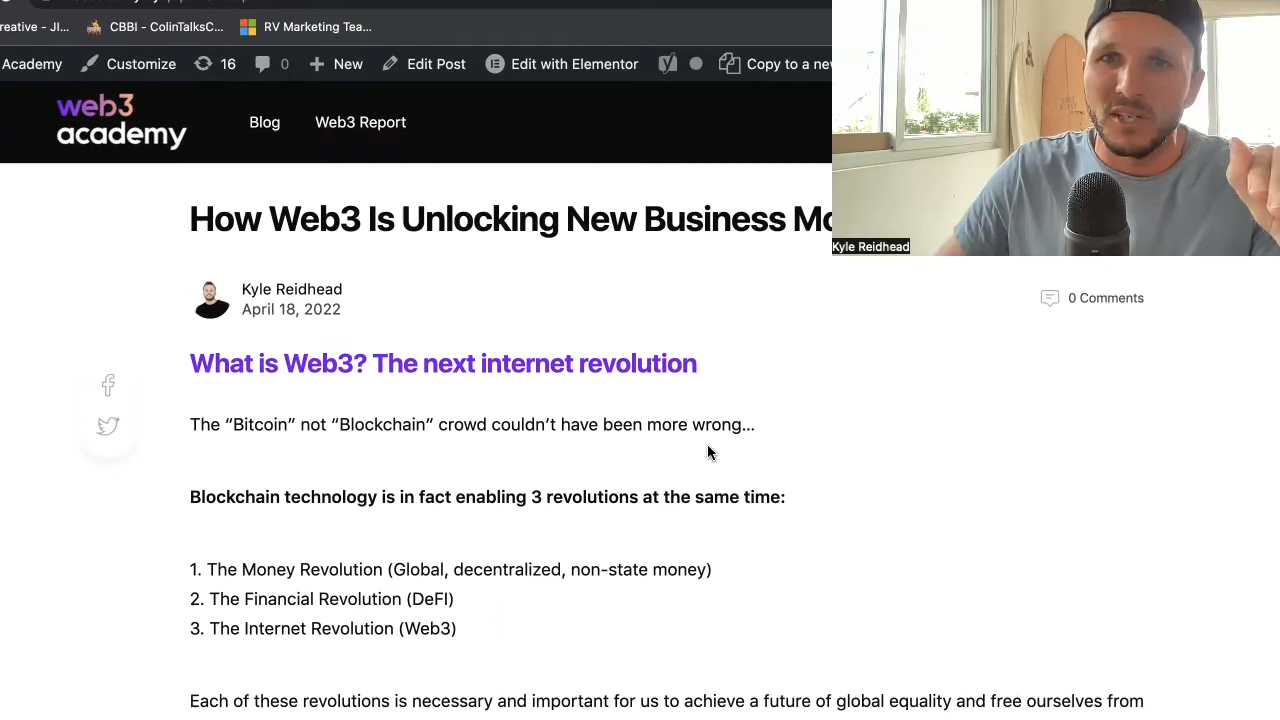 reative - JI...
CBBI - ColinTalksC...
RV Marketing Tea...
Academy
Customize
16
0
New
Edit Post
Edit with Elementor
Copy to a new
web3
academy
Blog
Web3 Report
How Web3 Is Unlocking New Business Mo
Kyle Reidhead
Kyle Reidhead
April 18, 2022
0 Comments
What is Web3? The next internet revolution
The “Bitcoin” not “Blockchain” crowd couldn’t have been more wrong...
Blockchain technology is in fact enabling 3 revolutions at the same time:
1. The Money Revolution (Global, decentralized, non-state money)
2. The Financial Revolution (DeFI)
3. The Internet Revolution (Web3)
Each of these revolutions is necessary and important for us to achieve a future of global equality and free ourselves from